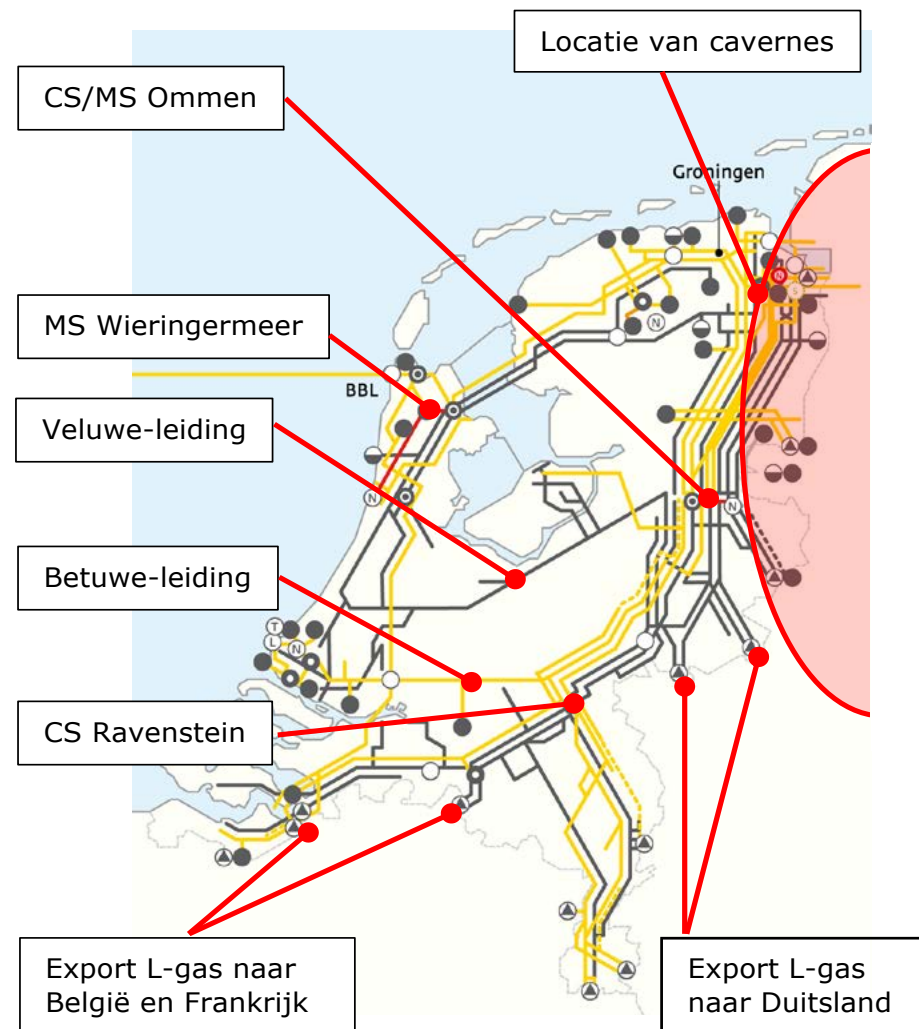 Locatie van cavernes
CS/MS Ommen
Groningen
MS Wieringermeer
BBL
Veluwe-leiding
Betuwe-leiding
CS Ravenstein
Export L-gas naar
België en Frankrijk
Export L-gas
naar Duitsland
N
S
N
N
N
T
L
N